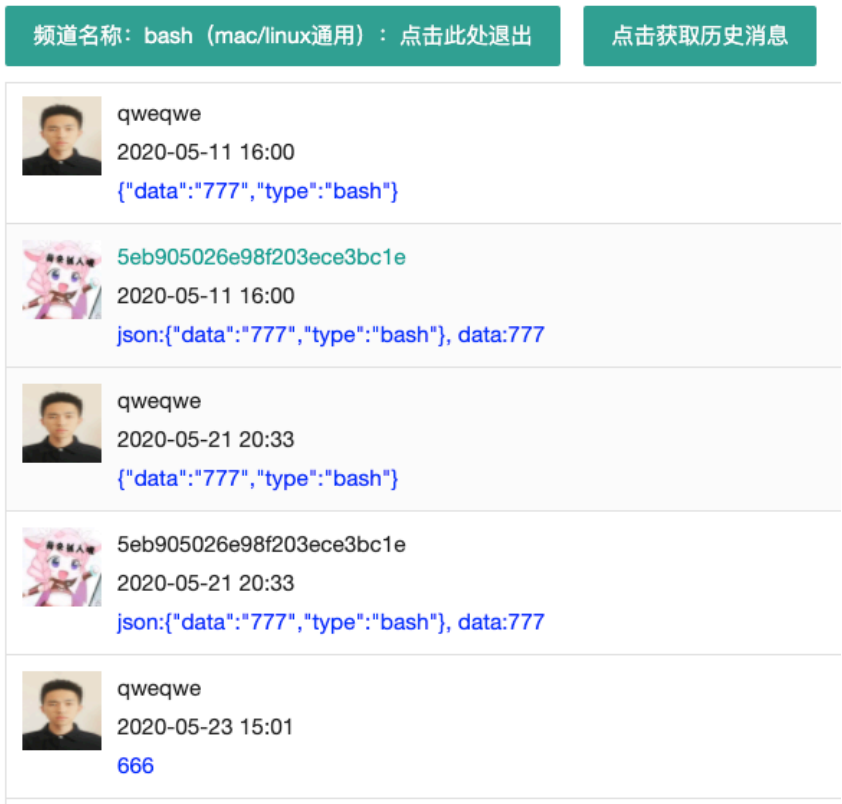 频道名称：bash（mac/linux通用）：点击此处退出
点击获取历史消息
qweqwe
2020-05-11 16:00
{"data":"777","type":"bash"}
5eb905026e98f203ece3bc1e
2020-05-11 16:00
json:{"data":"777","type":"bash"}, data:777
qweqwe
2020-05-21 20:33
{"data":"777","type":"bash"}
5eb905026e98f203ece3bc1e
2020-05-21 20:33
json:{"data":"777","type":"bash"}, data:777
qweqwe
2020-05-23 15:01
666